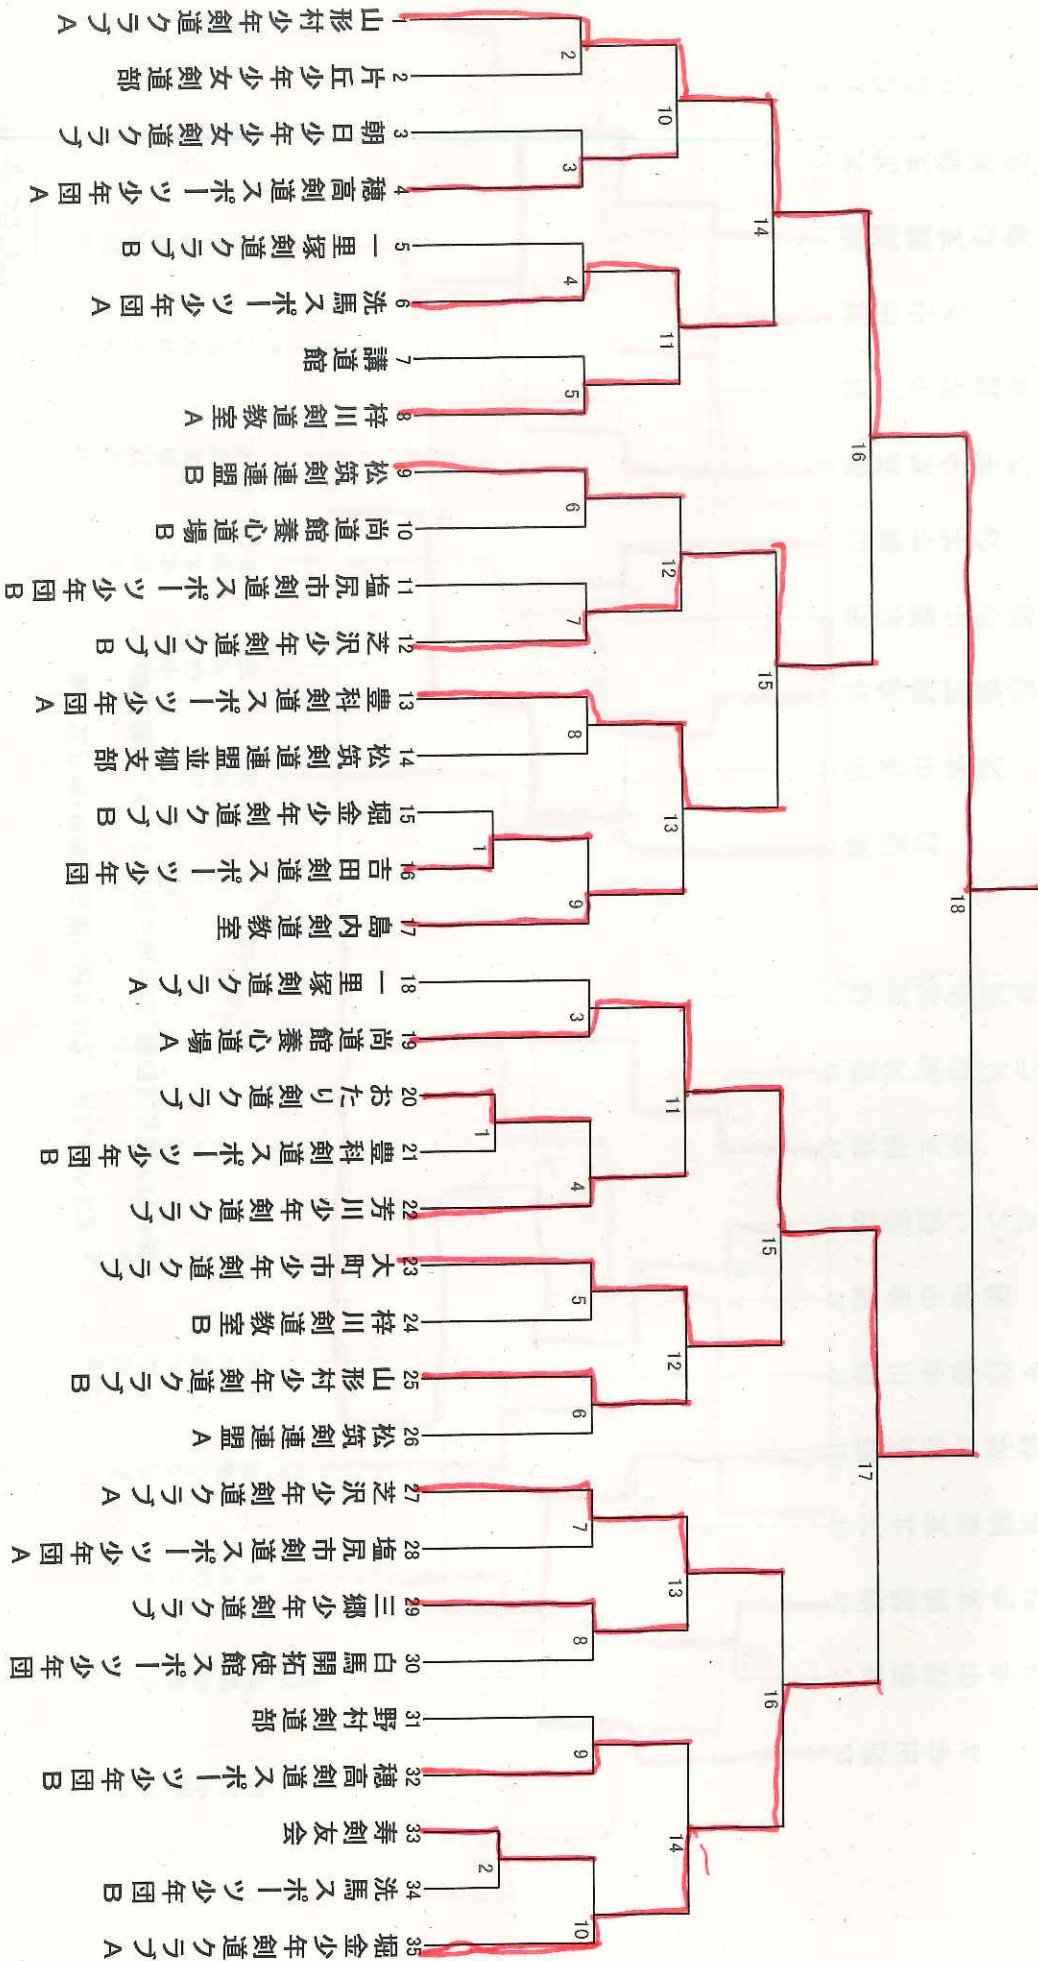 1 山形村少年剣道クラブ A
2 片丘少年少女剣道部
3 朝日少年少女剣道クラブ
4 穂高剣道スポーツ少年団A
5 一里塚剣道クラブ B
6 洗馬スポーツ少年団A
7 講道館
8 梓川剣道教室 A
9 松筑剣連連盟B
10 尚道館養心道場 B
11 塩尻市剣道スポーツ少年団B
12 芝沢少年剣道クラブ B
13 豊科剣道スポーツ少年団A
14 松筑剣道連盟並柳支部
15 堀金少年剣道クラブ B
16 吉田剣道スポーツ少年団
17 島内剣道教室
18 一里塚剣道クラブ A
19 尚道館養心道場 A
20 おたり剣道クラブ
21 豊科剣道スポーツ少年団B
22 芳川少年剣道クラブ
23 大町市少年剣道クラブ
24 梓川剣道教室B
25 山形村少年剣道クラブ B
26 松筑剣連連盟 A
27 芝沢少年剣道クラブ A
28 塩尻市剣道スポーツ少年団A
29 三郷少年剣道クラブ
30 白馬開拓使館スポーツ少年団
31 野村剣道部
32 穂高剣道スポーツ少年団B
33 寿剣友会
34 洗馬スポーツ少年団B
35 堀金少年剣道クラブ A
1
1
2
2
3
4
5
6
7
8
9
3
4
5
6
7
8
9
10
10
11
12
13
11
12
13
14
14
15
15
16
16
17
18